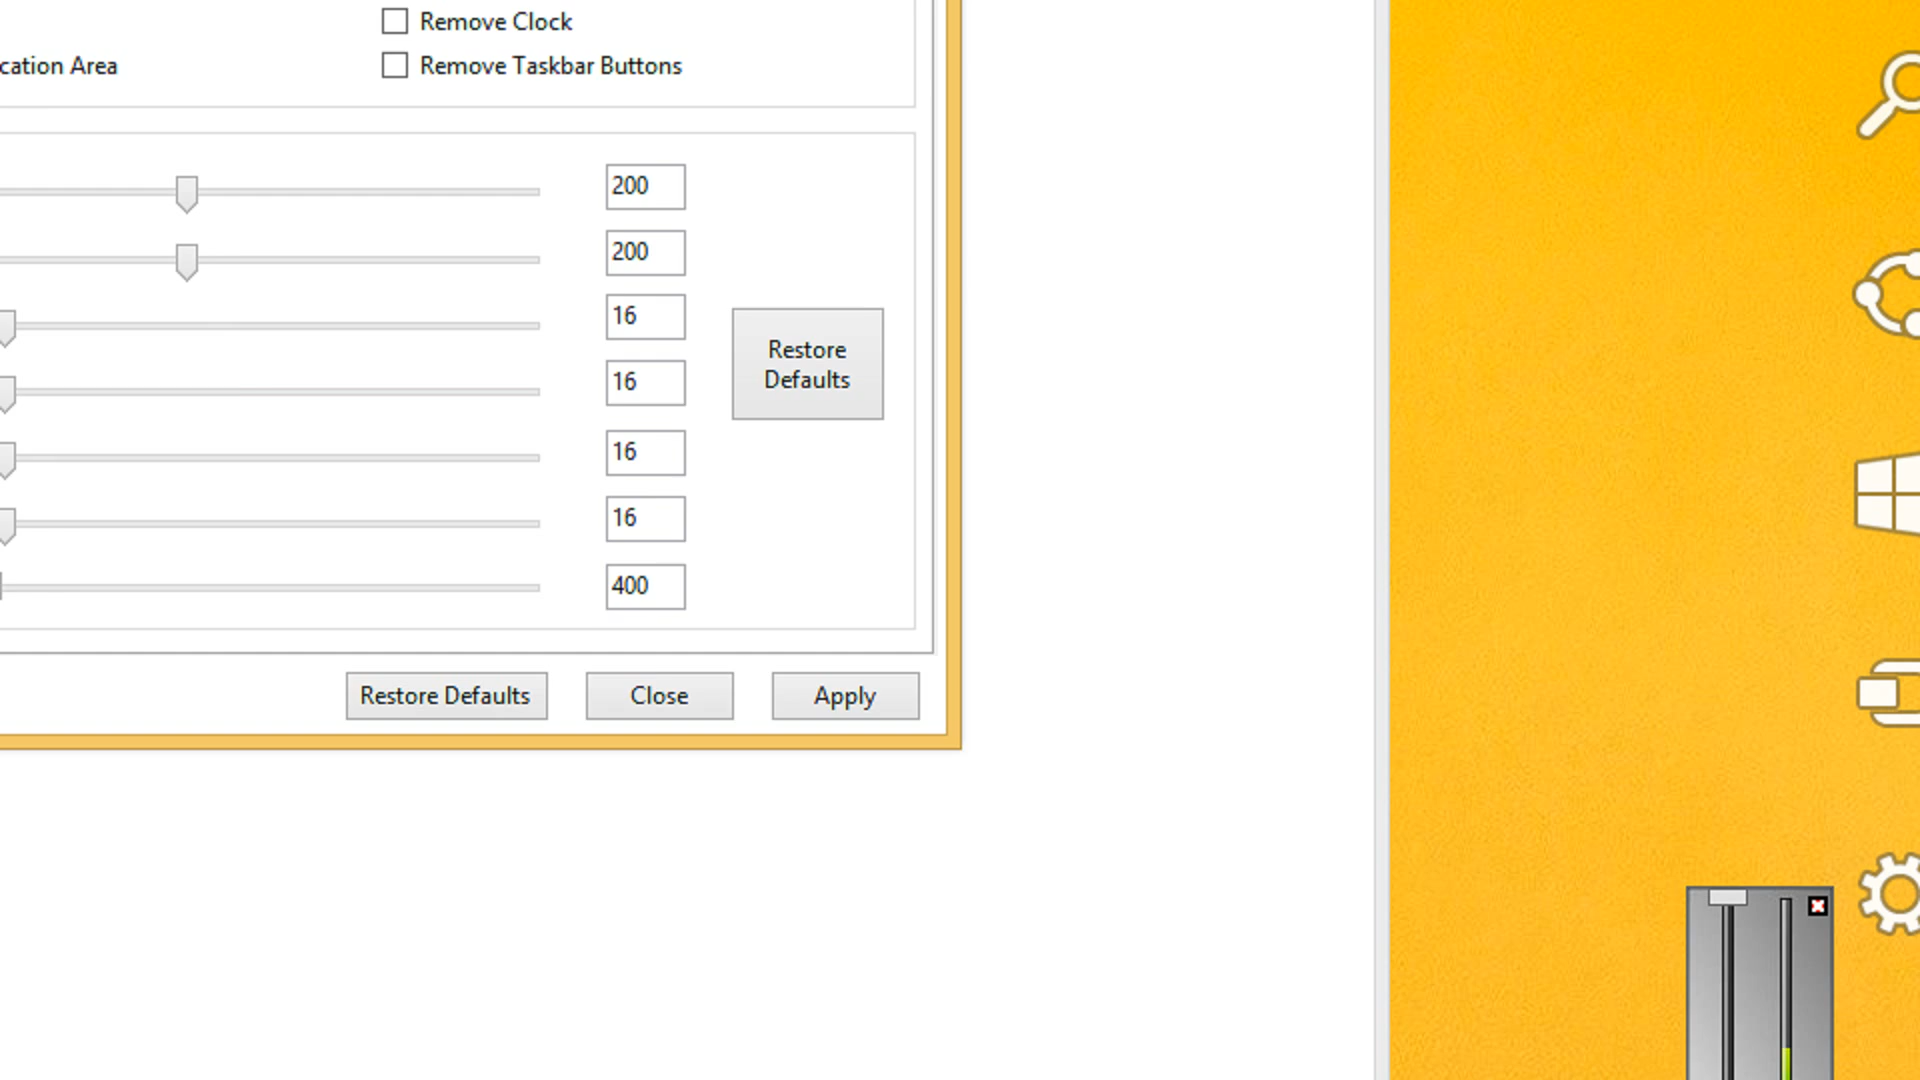 Remove Clock
cation Area
Remove Taskbar Buttons
200
200
16
16
16
16
400
Restore
Defaults
Restore Defaults
Close
Apply